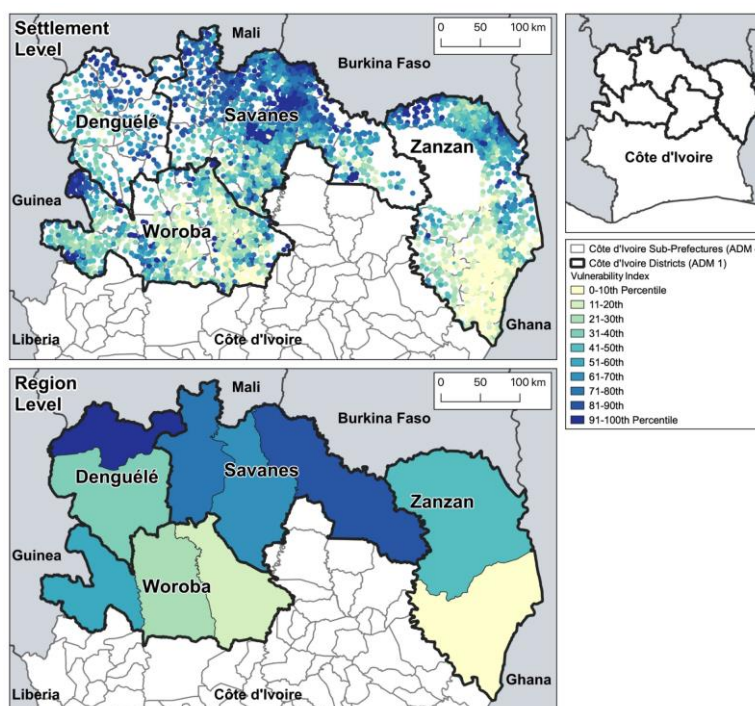 Settlement
Level
Mali
0 50 100 km
Burkina Faso
Denguélé
Savanes
Zanzan
Guinea
Woroba
Liberia
Côte d'Ivoire
Ghana
Côte d'Ivoire
Côte d'Ivoire Sub-Prefectures (ADM
Côte d'Ivoire Districts (ADM 1)
Vulnerability Index
0-10th Percentile
11-20th
21-30th
31-40th
41-50th
51-60th
61-70th
71-80th
81-90th
91-100th Percentile
Region
Level
Mali
0 50 100 km
Burkina Faso
Denguélé
Savanes
Zanzan
Guinea
Woroba
Liberia
Côte d'Ivoire
Ghana